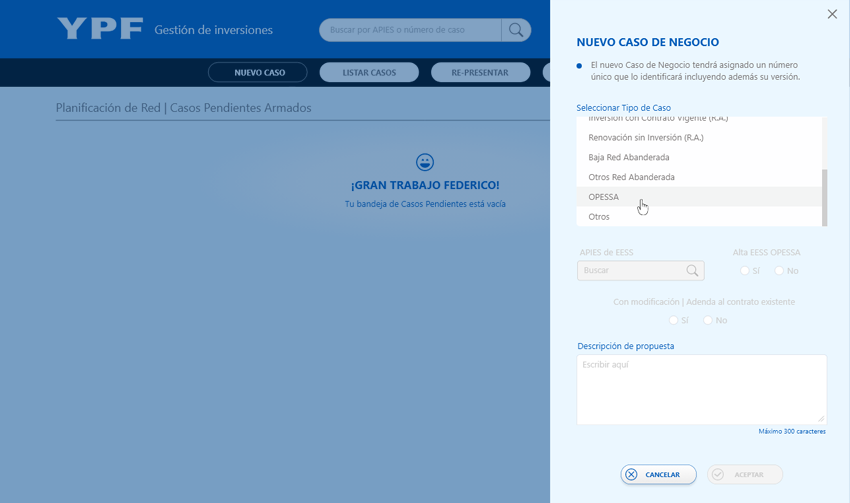 YPF
Gestión de inversiones
Buscar por APIES o número de caso
NUEVO CASO
LISTAR CASOS
RE-PRESENTAR
Planificación de Red | Casos Pendientes Armados
¡GRAN TRABAJO FEDERICO!
Tu bandeja de Casos Pendientes está vacía
NUEVO CASO DE NEGOCIO
El nuevo Caso de Negocio tendrá asignado un número
único que lo identificará incluyendo además su versión.
Seleccionar Tipo de Caso
Inversión con Contrato Vigente (R.A.)
Renovación sin Inversión (R.A.)
Baja Red Abanderada
Otros Red Abanderada
OPESSA
Otros
APIES de EESS
Alta EESS OPESSA
Buscar
Sí
No
Con modificación | Adenda al contrato existente
Sí
No
Descripción de propuesta
Escribir aquí
Máximo 300 caracteres
CANCELAR
ACEPTAR